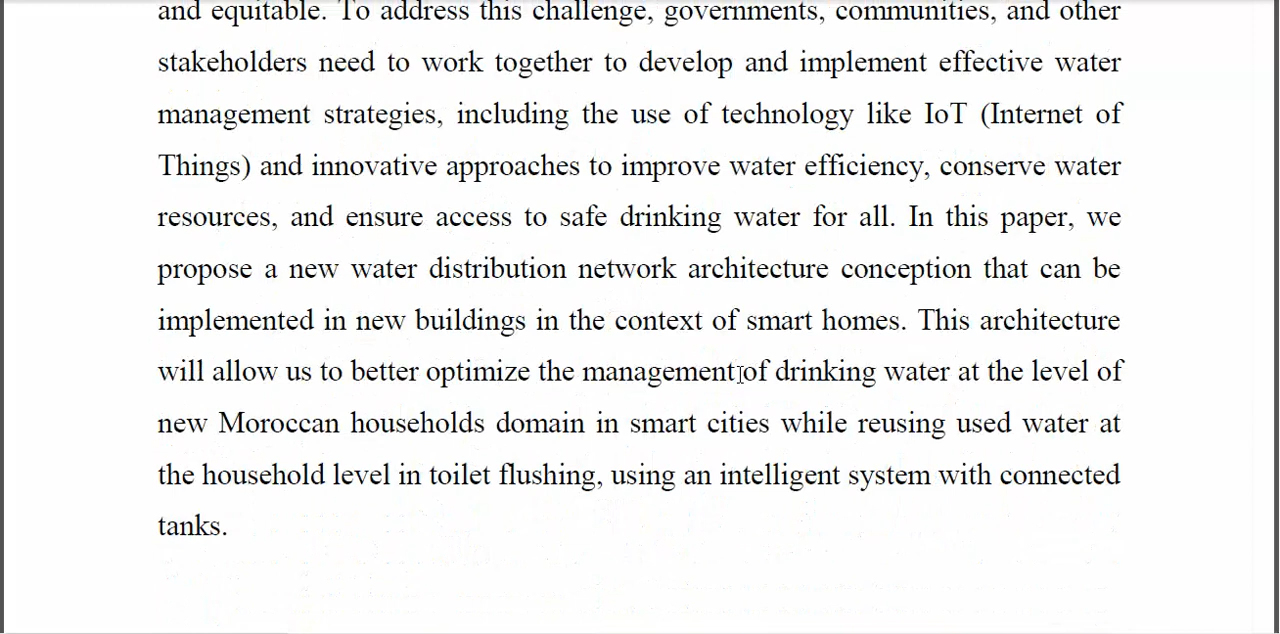 and equitable. To address this challenge, governments, communities, and other
stakeholders need to work together to develop and implement effective water
management strategies, including the use of technology like IoT (Internet of
Things) and innovative approaches to improve water efficiency, conserve water
resources, and ensure access to safe drinking water for all. In this paper, we
propose a new water distribution network architecture conception that can be
implemented in new buildings in the context of smart homes. This architecture
will allow us to better optimize the management of drinking water at the level of
new Moroccan households domain in smart cities while reusing used water at
the household level in toilet flushing, using an intelligent system with connected
tanks.